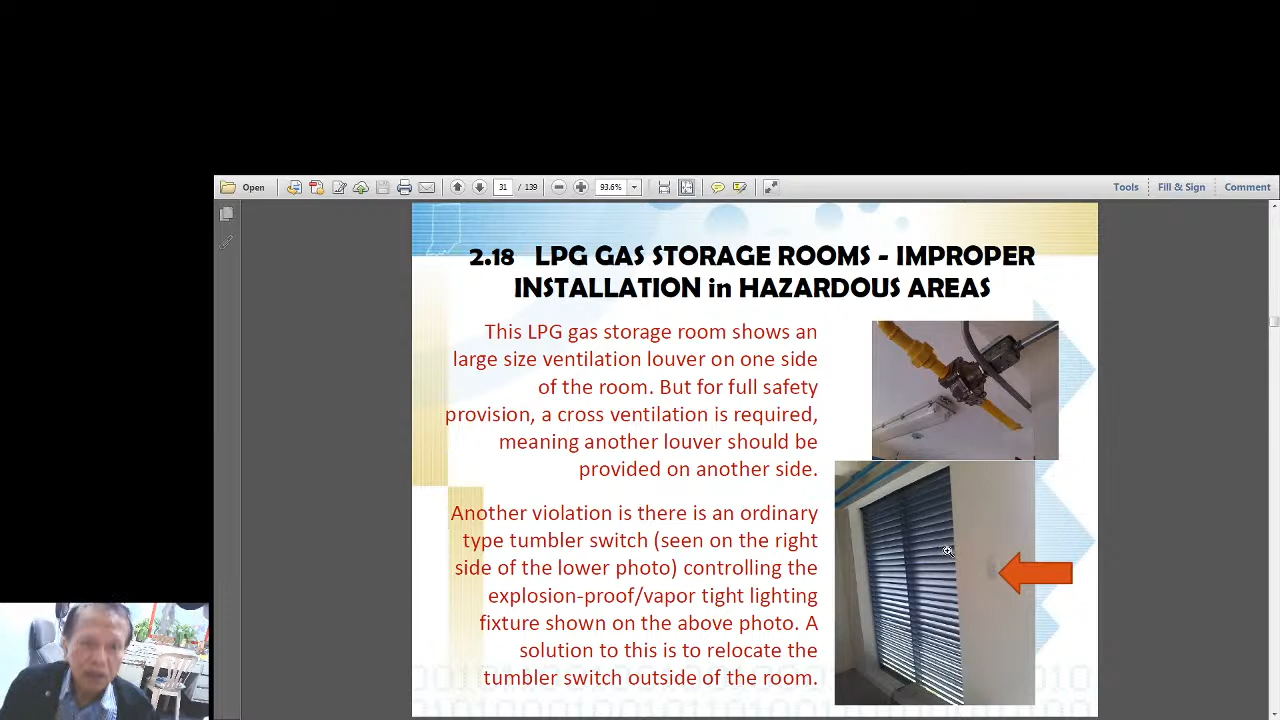 Open
31 / 139
93.6%
Tools
Fill & Sign
Comment
2.18 LPG GAS STORAGE ROOMS - IMPROPER
INSTALLATION in HAZARDOUS AREAS
This LPG gas storage room shows an
large size ventilation louver on one side
of the room. But for full safety
provision, a cross ventilation is required,
meaning another louver should be
provided on another side.
Another violation is there is an ordinary
type tumbler switch (seen on the right
side of the lower photo) controlling the
explosion-proof/vapor tight lighting
fixture shown on the above photo. A
solution to this is to relocate the
tumbler switch outside of the room.